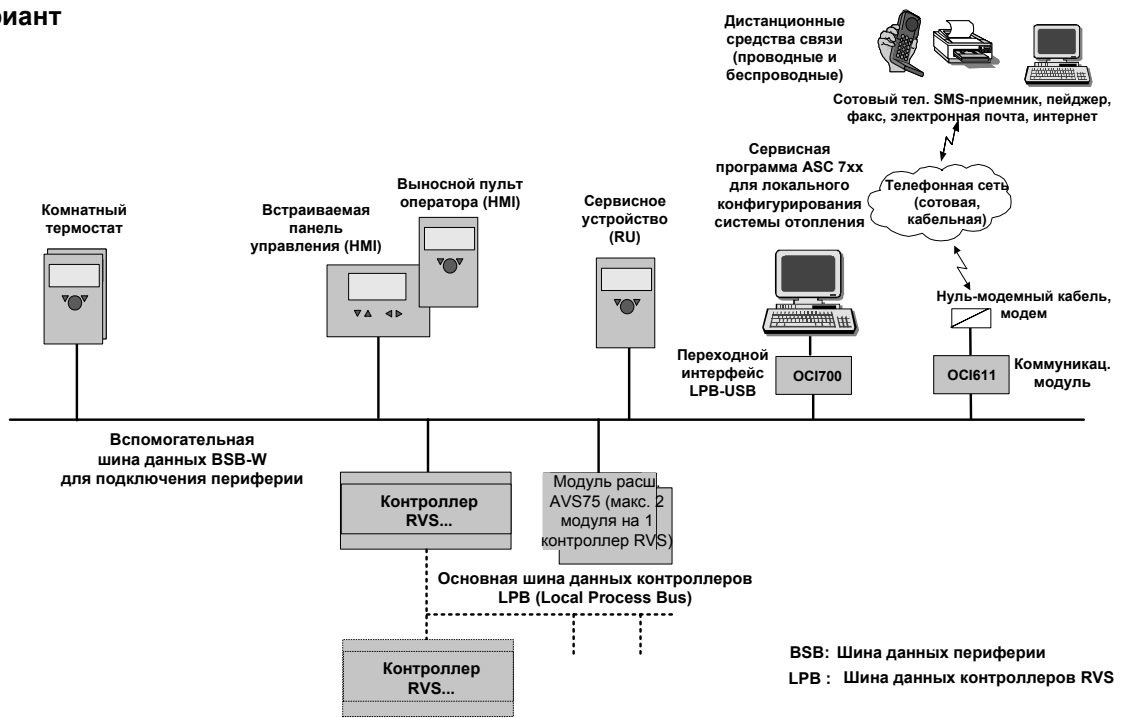 Дистанционные
средства связи
(проводные и
беспроводные)
Сотовый тел. SMS-приемник, пейджер,
факс, электронная почта, интернет
Сервисная
программа ASC 7xx
для локального
конфигурирования
системы отопления
Телефонная сеть
(сотовая,
кабельная)
Комнатный
термостат
Встраиваемая
панель
управления (HMI)
Выносной пульт
оператора (HMI)
Сервисное
устройство
(RU)
Нуль-модемный кабель,
модем
Переходной
интерфейс
LPB-USB
OCI700
OCI611
Коммуникац.
модуль
Вспомогательная
шина данных BSB-W
для подключения периферии
Контроллер
RVS...
Модуль расш.
AVS75 (макс. 2
модуля на 1
контроллер RVS)
Основная шина данных контроллеров
LPB (Local Process Bus)
Контроллер
RVS...
BSB: Шина данных периферии
LPB : Шина данных контроллеров RVS